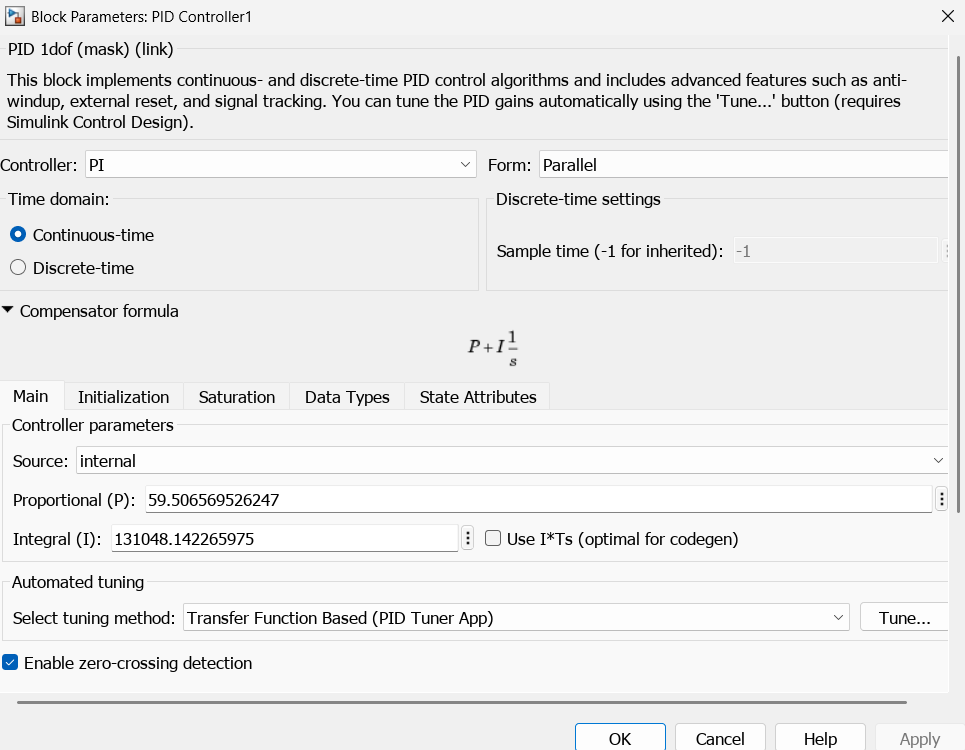 Block Parameters: PID Controller1
PID 1dof (mask) (link)
This block implements continuous- and discrete-time PID control algorithms and includes advanced features such as anti-
windup, external reset, and signal tracking. You can tune the PID gains automatically using the 'Tune...' button (requires
Simulink Control Design).
Controller: PI Form: Parallel
Time domain: Discrete-time settings
Continuous-time
Sample time (-1 for inherited): -1
Discrete-time
Compensator formula
P + I 1/s
Main Initialization Saturation Data Types State Attributes
Controller parameters
Source: internal
Proportional (P): 59.506569526247
Integral (I): 131048.142265975 Use I*Ts (optimal for codegen)
Automated tuning
Select tuning method: Transfer Function Based (PID Tuner App) Tune...
Enable zero-crossing detection
OK Cancel Help Apply